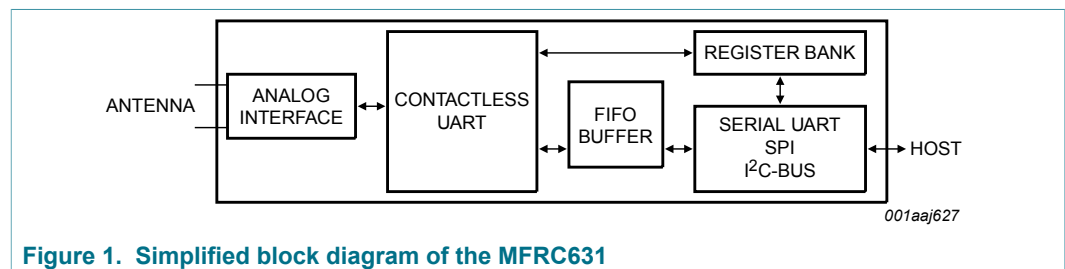 ANTENNA
ANALOG
INTERFACE
CONTACTLESS
UART
FIFO
BUFFER
REGISTER BANK
SERIAL UART
SPI
I²C-BUS
HOST
001aaj627
Figure 1. Simplified block diagram of the MFRC631